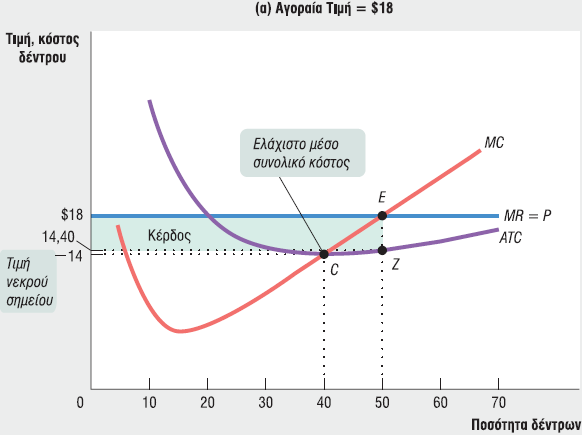 (α) Αγοραία Τιμή = $18
Τιμή, κόστος
δέντρου
Ελάχιστο μέσο
συνολικό κόστος
MC
E
$18
MR = P
14,40
Κέρδος
ATC
14
Τιμή
νεκρού
σημείου
C
Z
0 10 20 30 40 50 60 70
Ποσότητα δέντρων